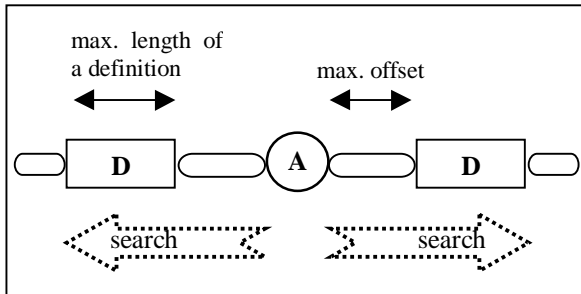 max. length of
a definition
max. offset
D
A
D
search
search